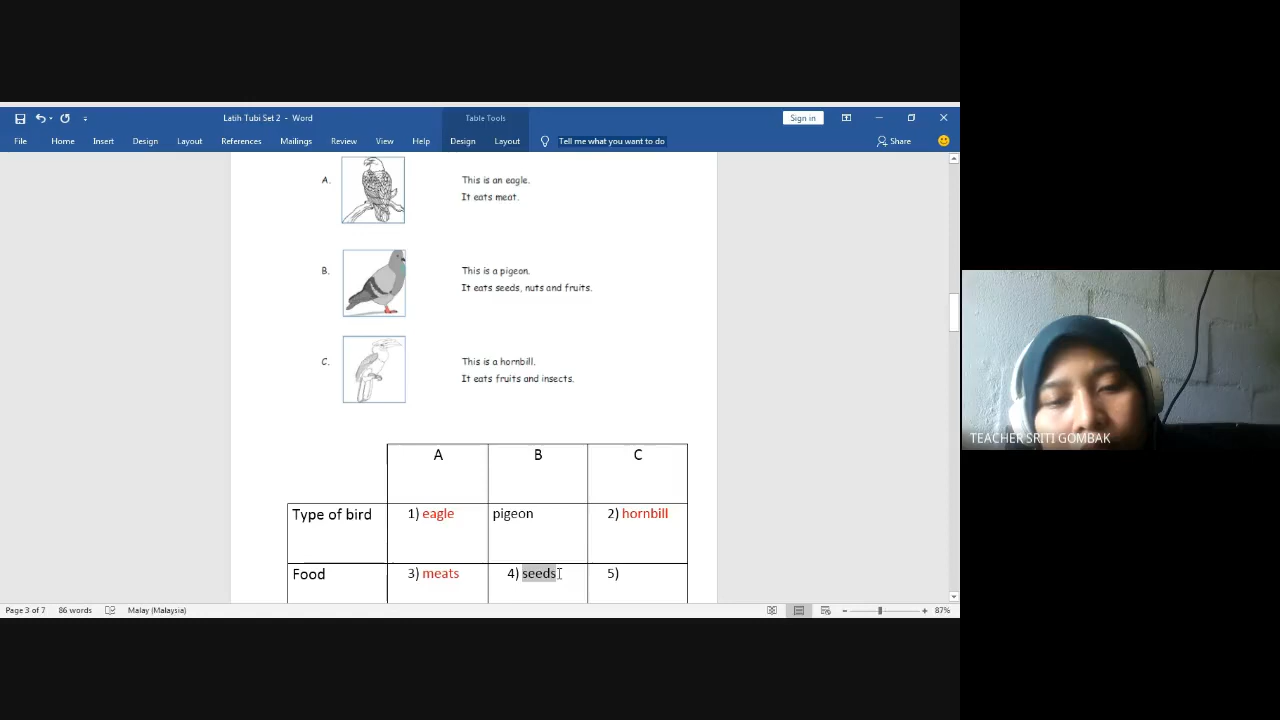 Latih Tubi Set 2 - Word
Table Tools
Sign in
File Home Insert Design Layout References Mailings Review View Help Design Layout Tell me what you want to do Share
A. This is an eagle.
It eats meat.
B. This is a pigeon.
It eats seeds, nuts and fruits.
C. This is a hornbill.
It eats fruits and insects.
A B C
Type of bird 1) eagle pigeon 2) hornbill
Food 3) meats 4) seeds 5)
Page 3 of 7 86 words Malay (Malaysia) 87%
TEACHER SRITI GOMBAK